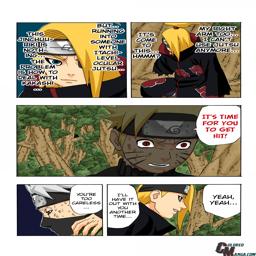 MY RIGHT
ARM TOO...
I CAN'T
USE JUTSU
ANYMORE...
IT'S
COME
TO THIS
HMMM?
BUT...
RUNNING
INTO
SOMEONE
WITH
ITACHI-
LEVEL
OCULAR
JUTSU...
THIS
JINCHUU-
RIKI IS
THE
PROBLEM
IS HOW TO
DEAL WITH
KAKASHI...
IT'S TIME
FOR YOU
TO GET
HIT!
YEAH,
YEAH,
I'LL
HAVE IT
OUT WITH
YOU
ANOTHER
TIME...
YOU'RE
TOO
CARELESS
...
COLORED
MANGA.COM